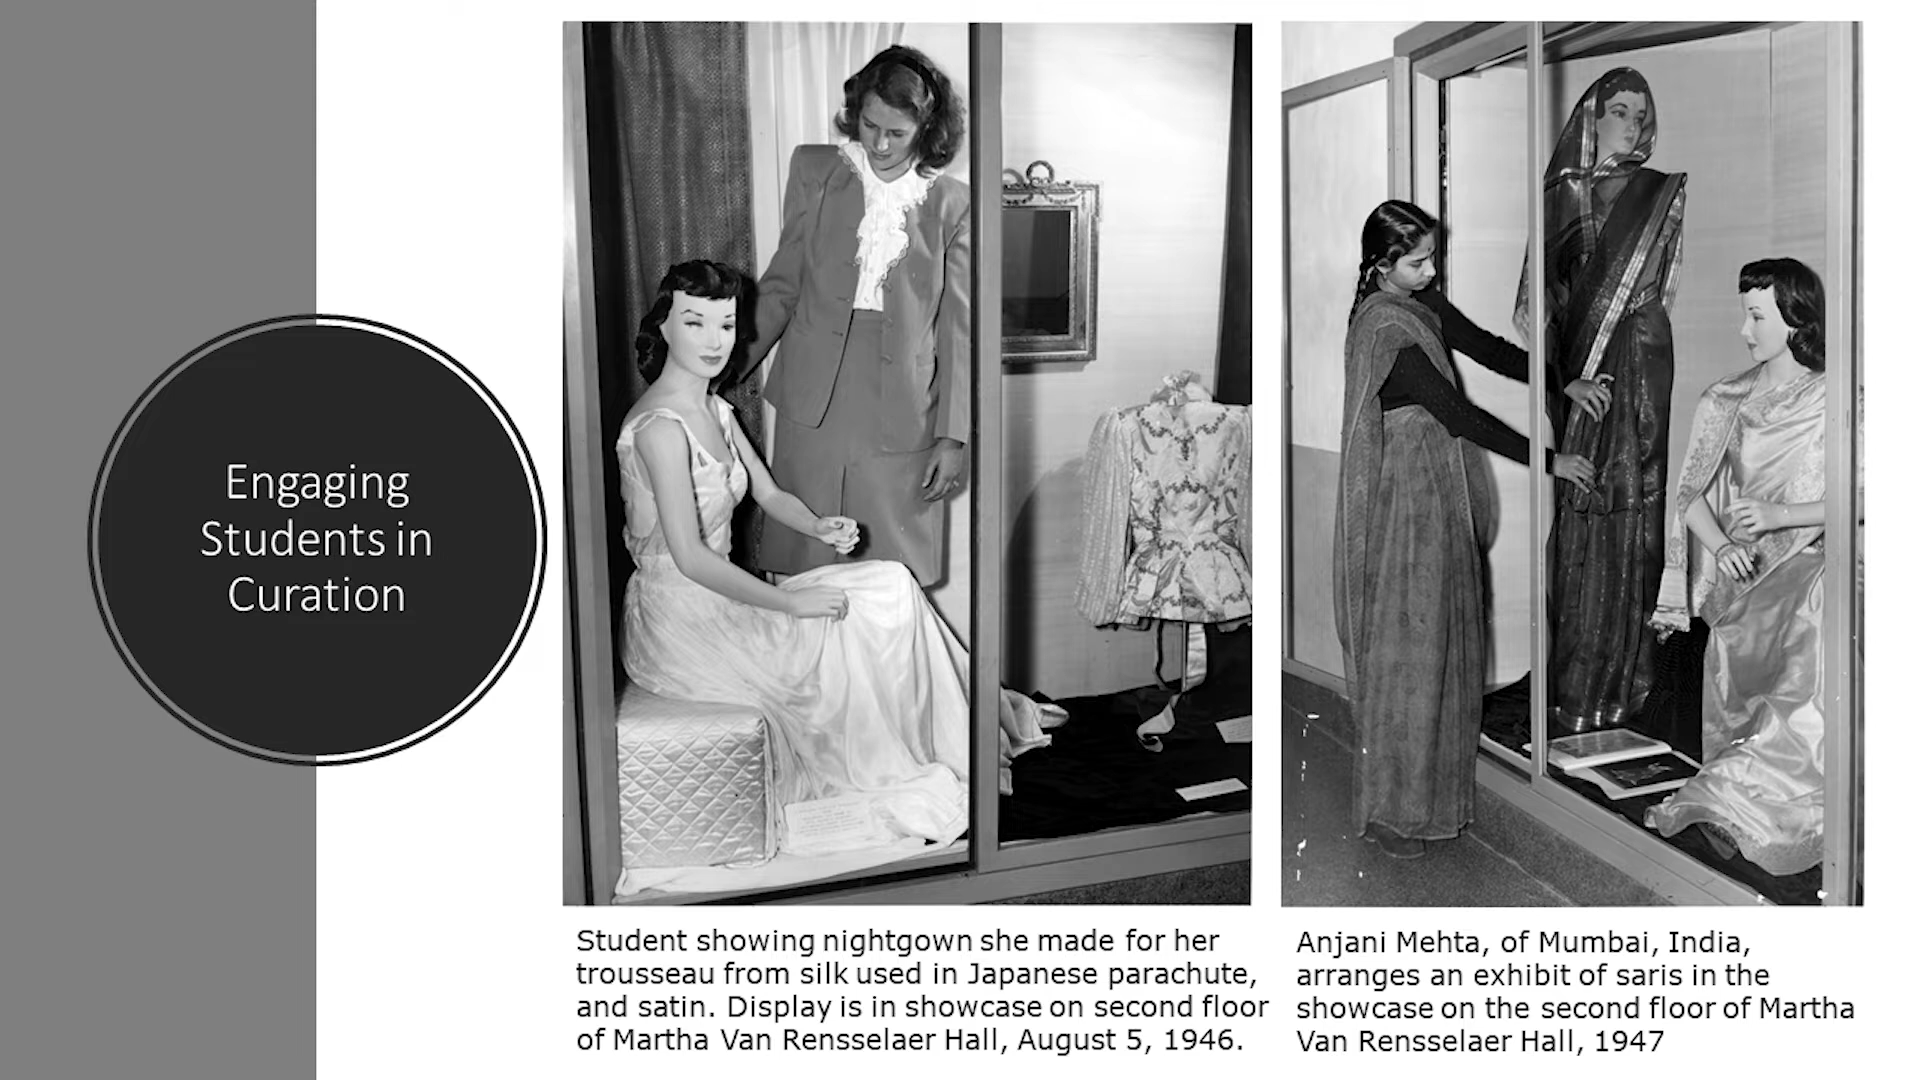 Engaging
Students in
Curation
Student showing nightgown she made for her
trousseau from silk used in Japanese parachute,
and satin. Display is in showcase on second floor
of Martha Van Rensselaer Hall, August 5, 1946.
Anjani Mehta, of Mumbai, India,
arranges an exhibit of saris in the
showcase on the second floor of Martha
Van Rensselaer Hall, 1947